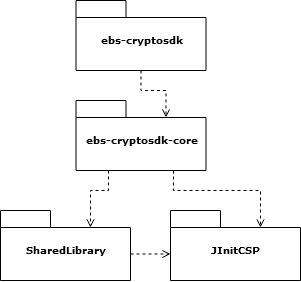 ebs-cryptosdk
ebs-cryptosdk-core
SharedLibrary
JInitCSP